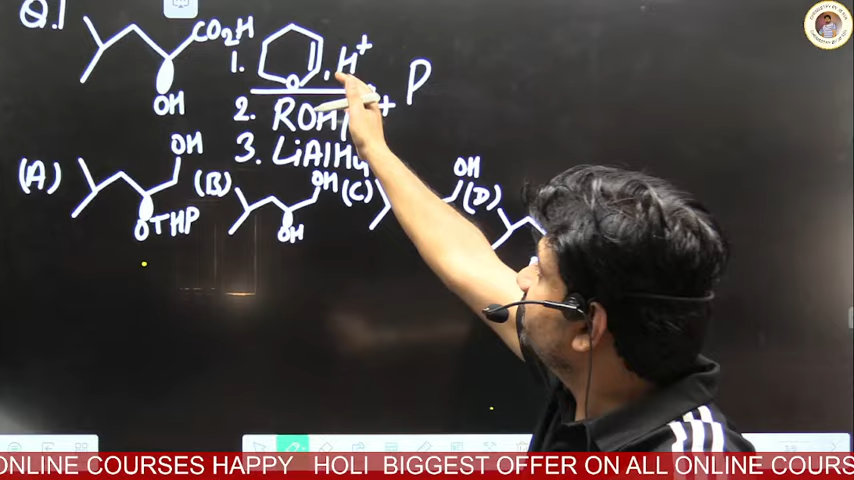 Q.1
CO2H
OH
1. O , H+
2. ROH, +
3. LiAlH4
P
(A) OH OTHP
(B) OH OH
(C) OH
(D)
ONLINE COURSES HAPPY HOLI BIGGEST OFFER ON ALL ONLINE COURS